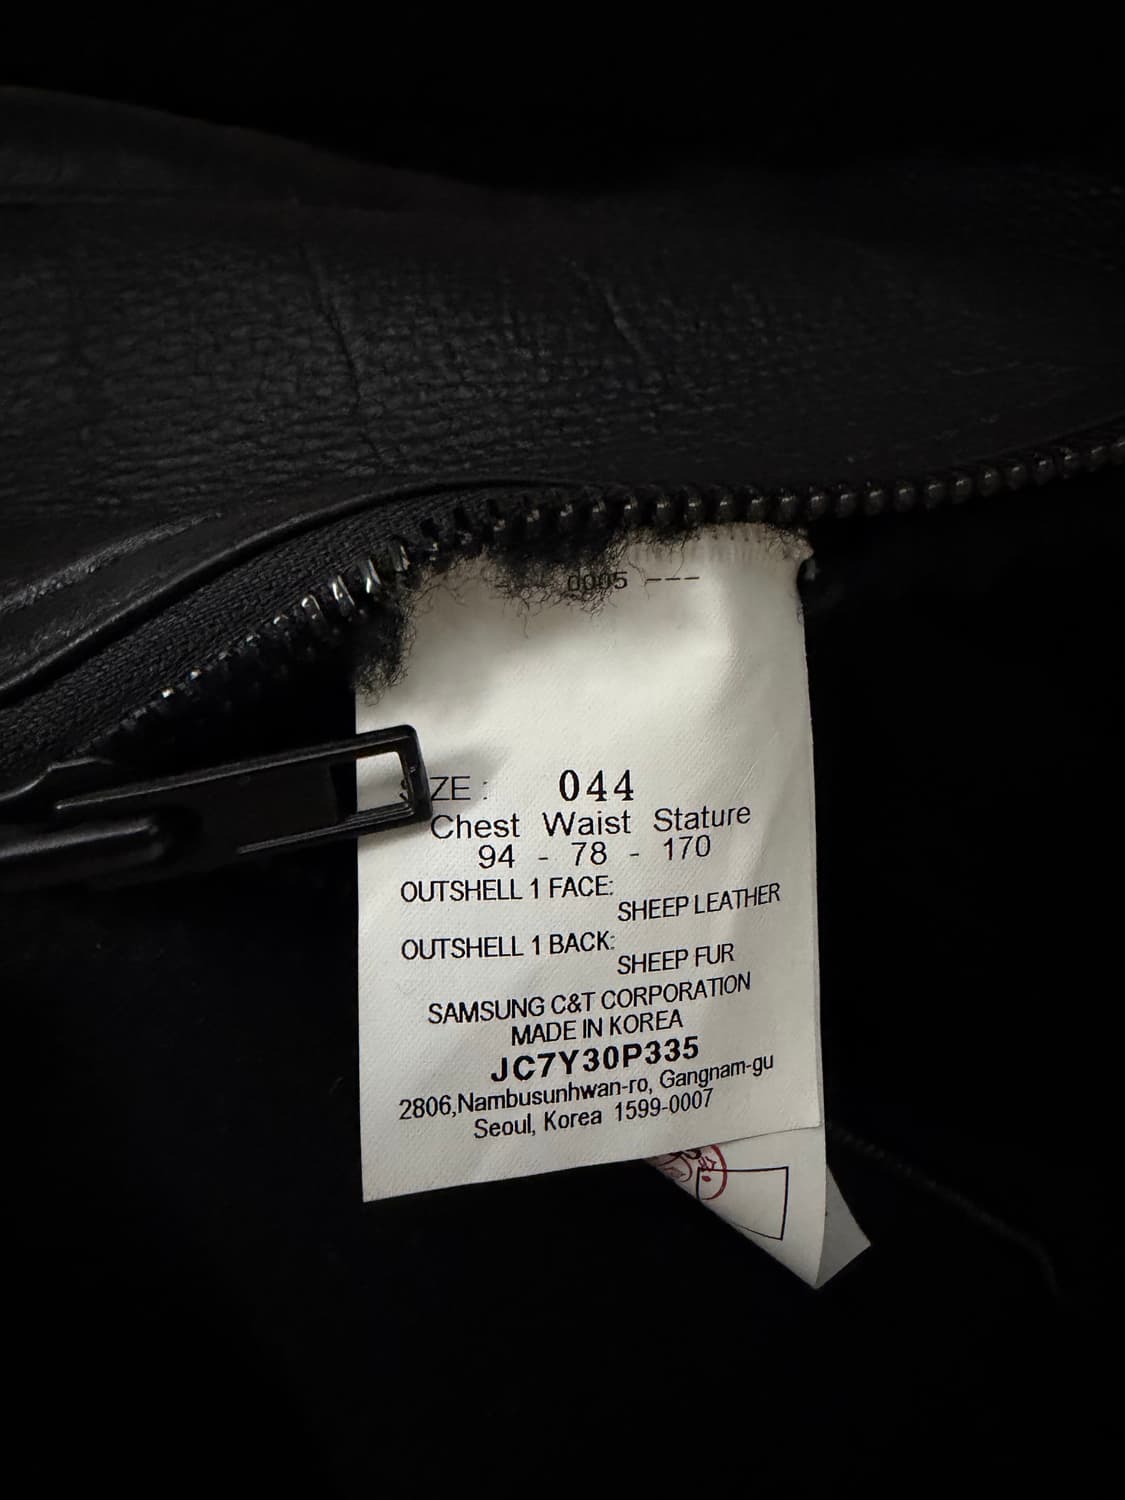 0005 ---
ZE : 044
Chest Waist Stature
94 - 78 - 170
OUTSHELL 1 FACE:
SHEEP LEATHER
OUTSHELL 1 BACK:
SHEEP FUR
SAMSUNG C&T CORPORATION
MADE IN KOREA
JC7Y30P335
2806,Nambusunhwan-ro, Gangnam-gu
Seoul, Korea 1599-0007